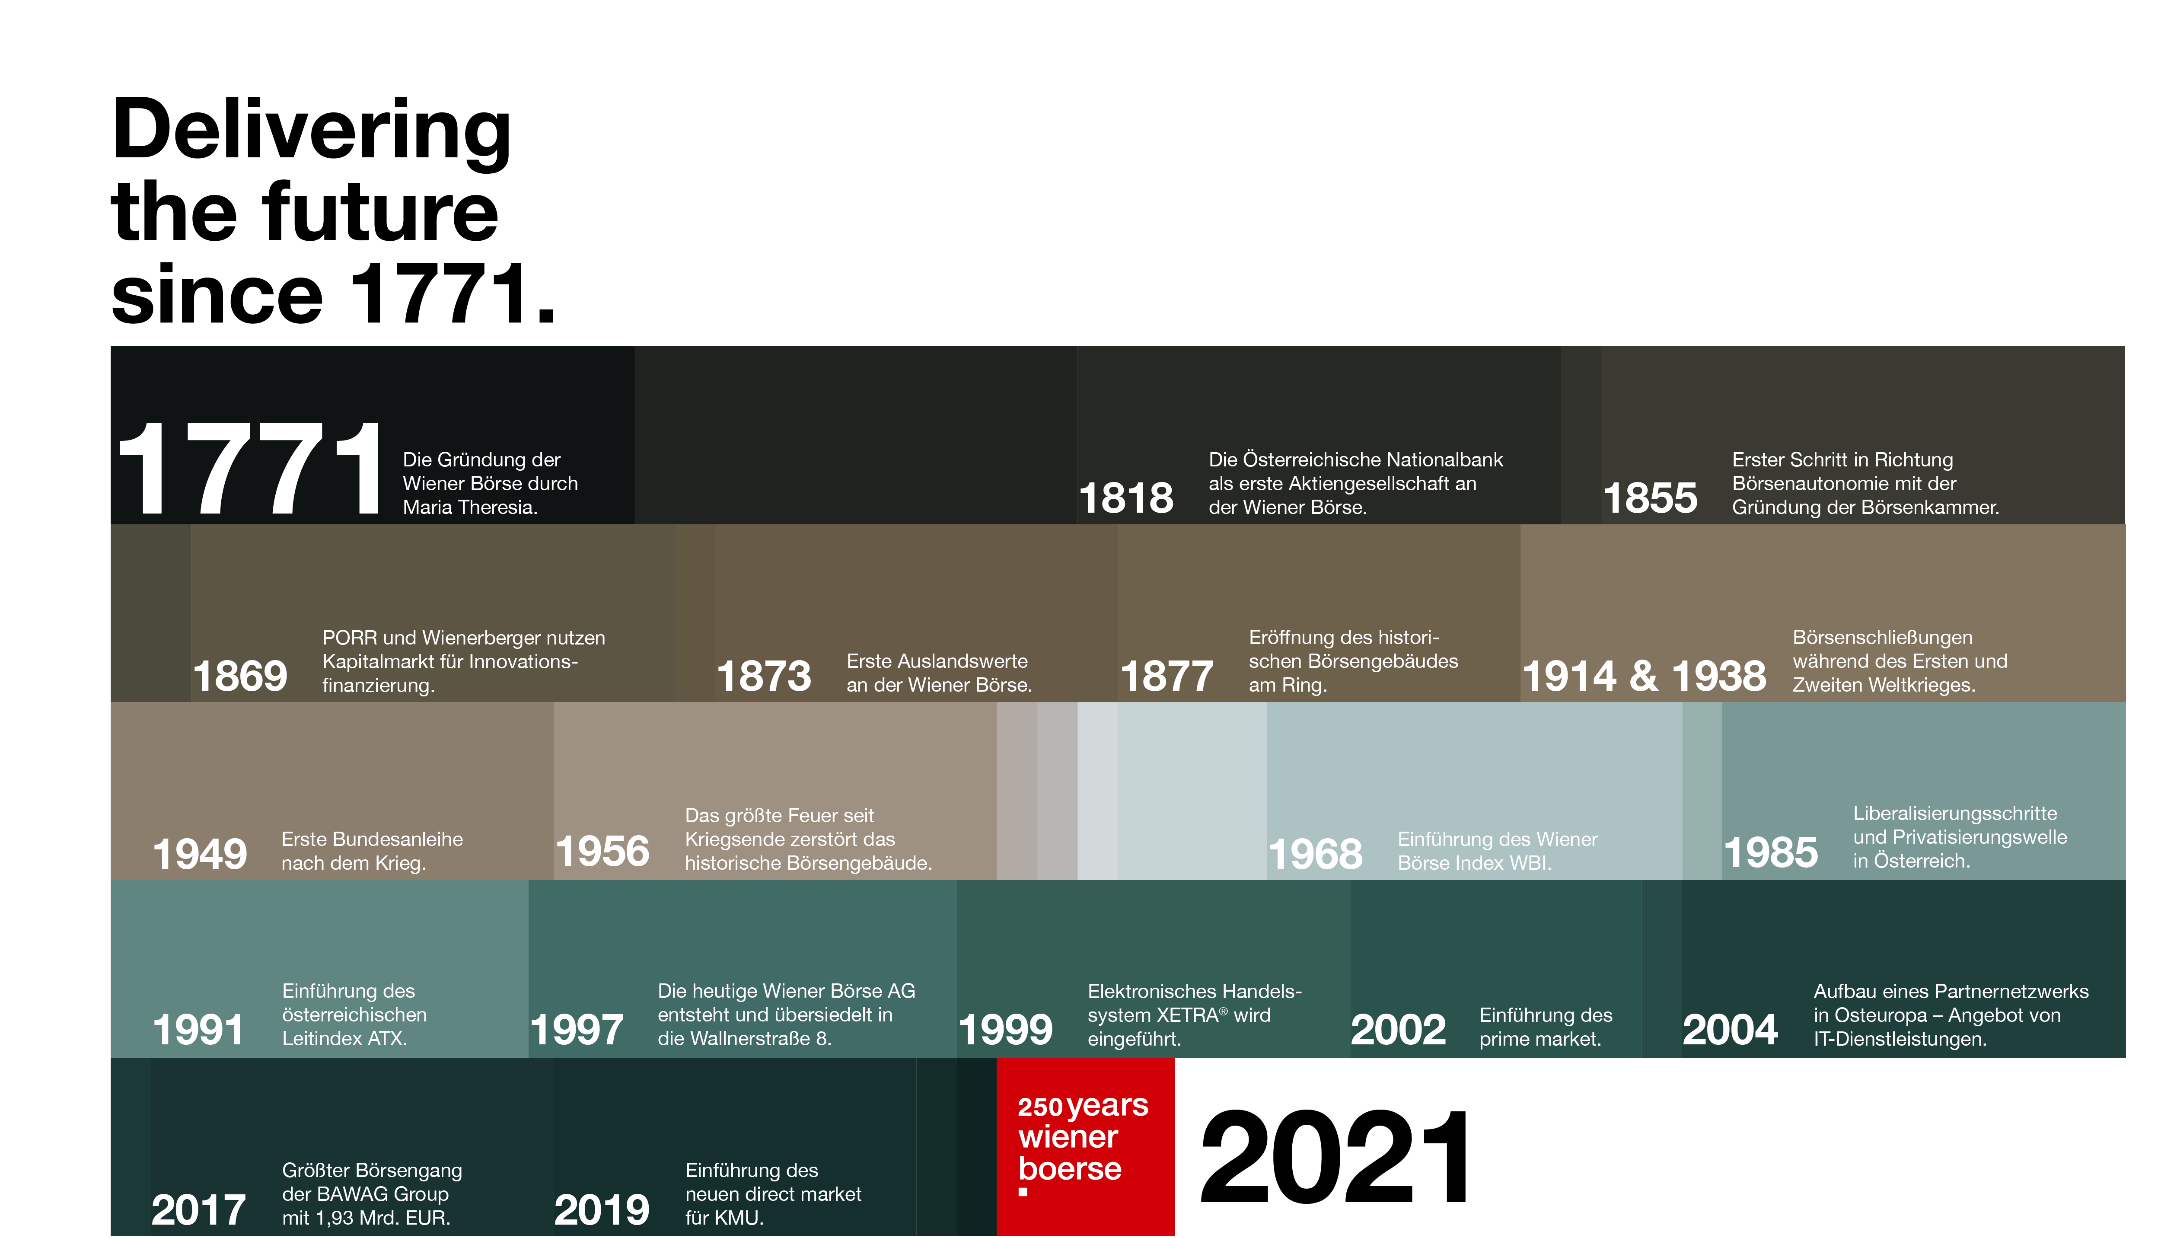 Delivering
the future
since 1771.
1771
Die Gründung der
Wiener Börse durch
Maria Theresia.
1818
Die Österreichische Nationalbank
als erste Aktiengesellschaft an
der Wiener Börse.
1855
Erster Schritt in Richtung
Börsenautonomie mit der
Gründung der Börsenkammer.
1869
PORR und Wienerberger nutzen
Kapitalmarkt für Innovations-
finanzierung.
1873
Erste Auslandswerte
an der Wiener Börse.
1877
Eröffnung des histori-
schen Börsengebäudes
am Ring.
1914 & 1938
Börsenschließungen
während des Ersten und
Zweiten Weltkrieges.
1949
Erste Bundesanleihe
nach dem Krieg.
1956
Das größte Feuer seit
Kriegsende zerstört das
historische Börsengebäude.
1968
Einführung des Wiener
Börse Index WBI.
1985
Liberalisierungsschritte
und Privatisierungswelle
in Österreich.
1991
Einführung des
österreichischen
Leitindex ATX.
1997
Die heutige Wiener Börse AG
entsteht und übersiedelt in
die Wallnerstraße 8.
1999
Elektronisches Handels-
system XETRA® wird
eingeführt.
2002
Einführung des
prime market.
2004
Aufbau eines Partnernetzwerks
in Osteuropa – Angebot von
IT-Dienstleistungen.
2017
Größter Börsengang
der BAWAG Group
mit 1,93 Mrd. EUR.
2019
Einführung des
neuen direct market
für KMU.
250 years
wiener
boerse
2021